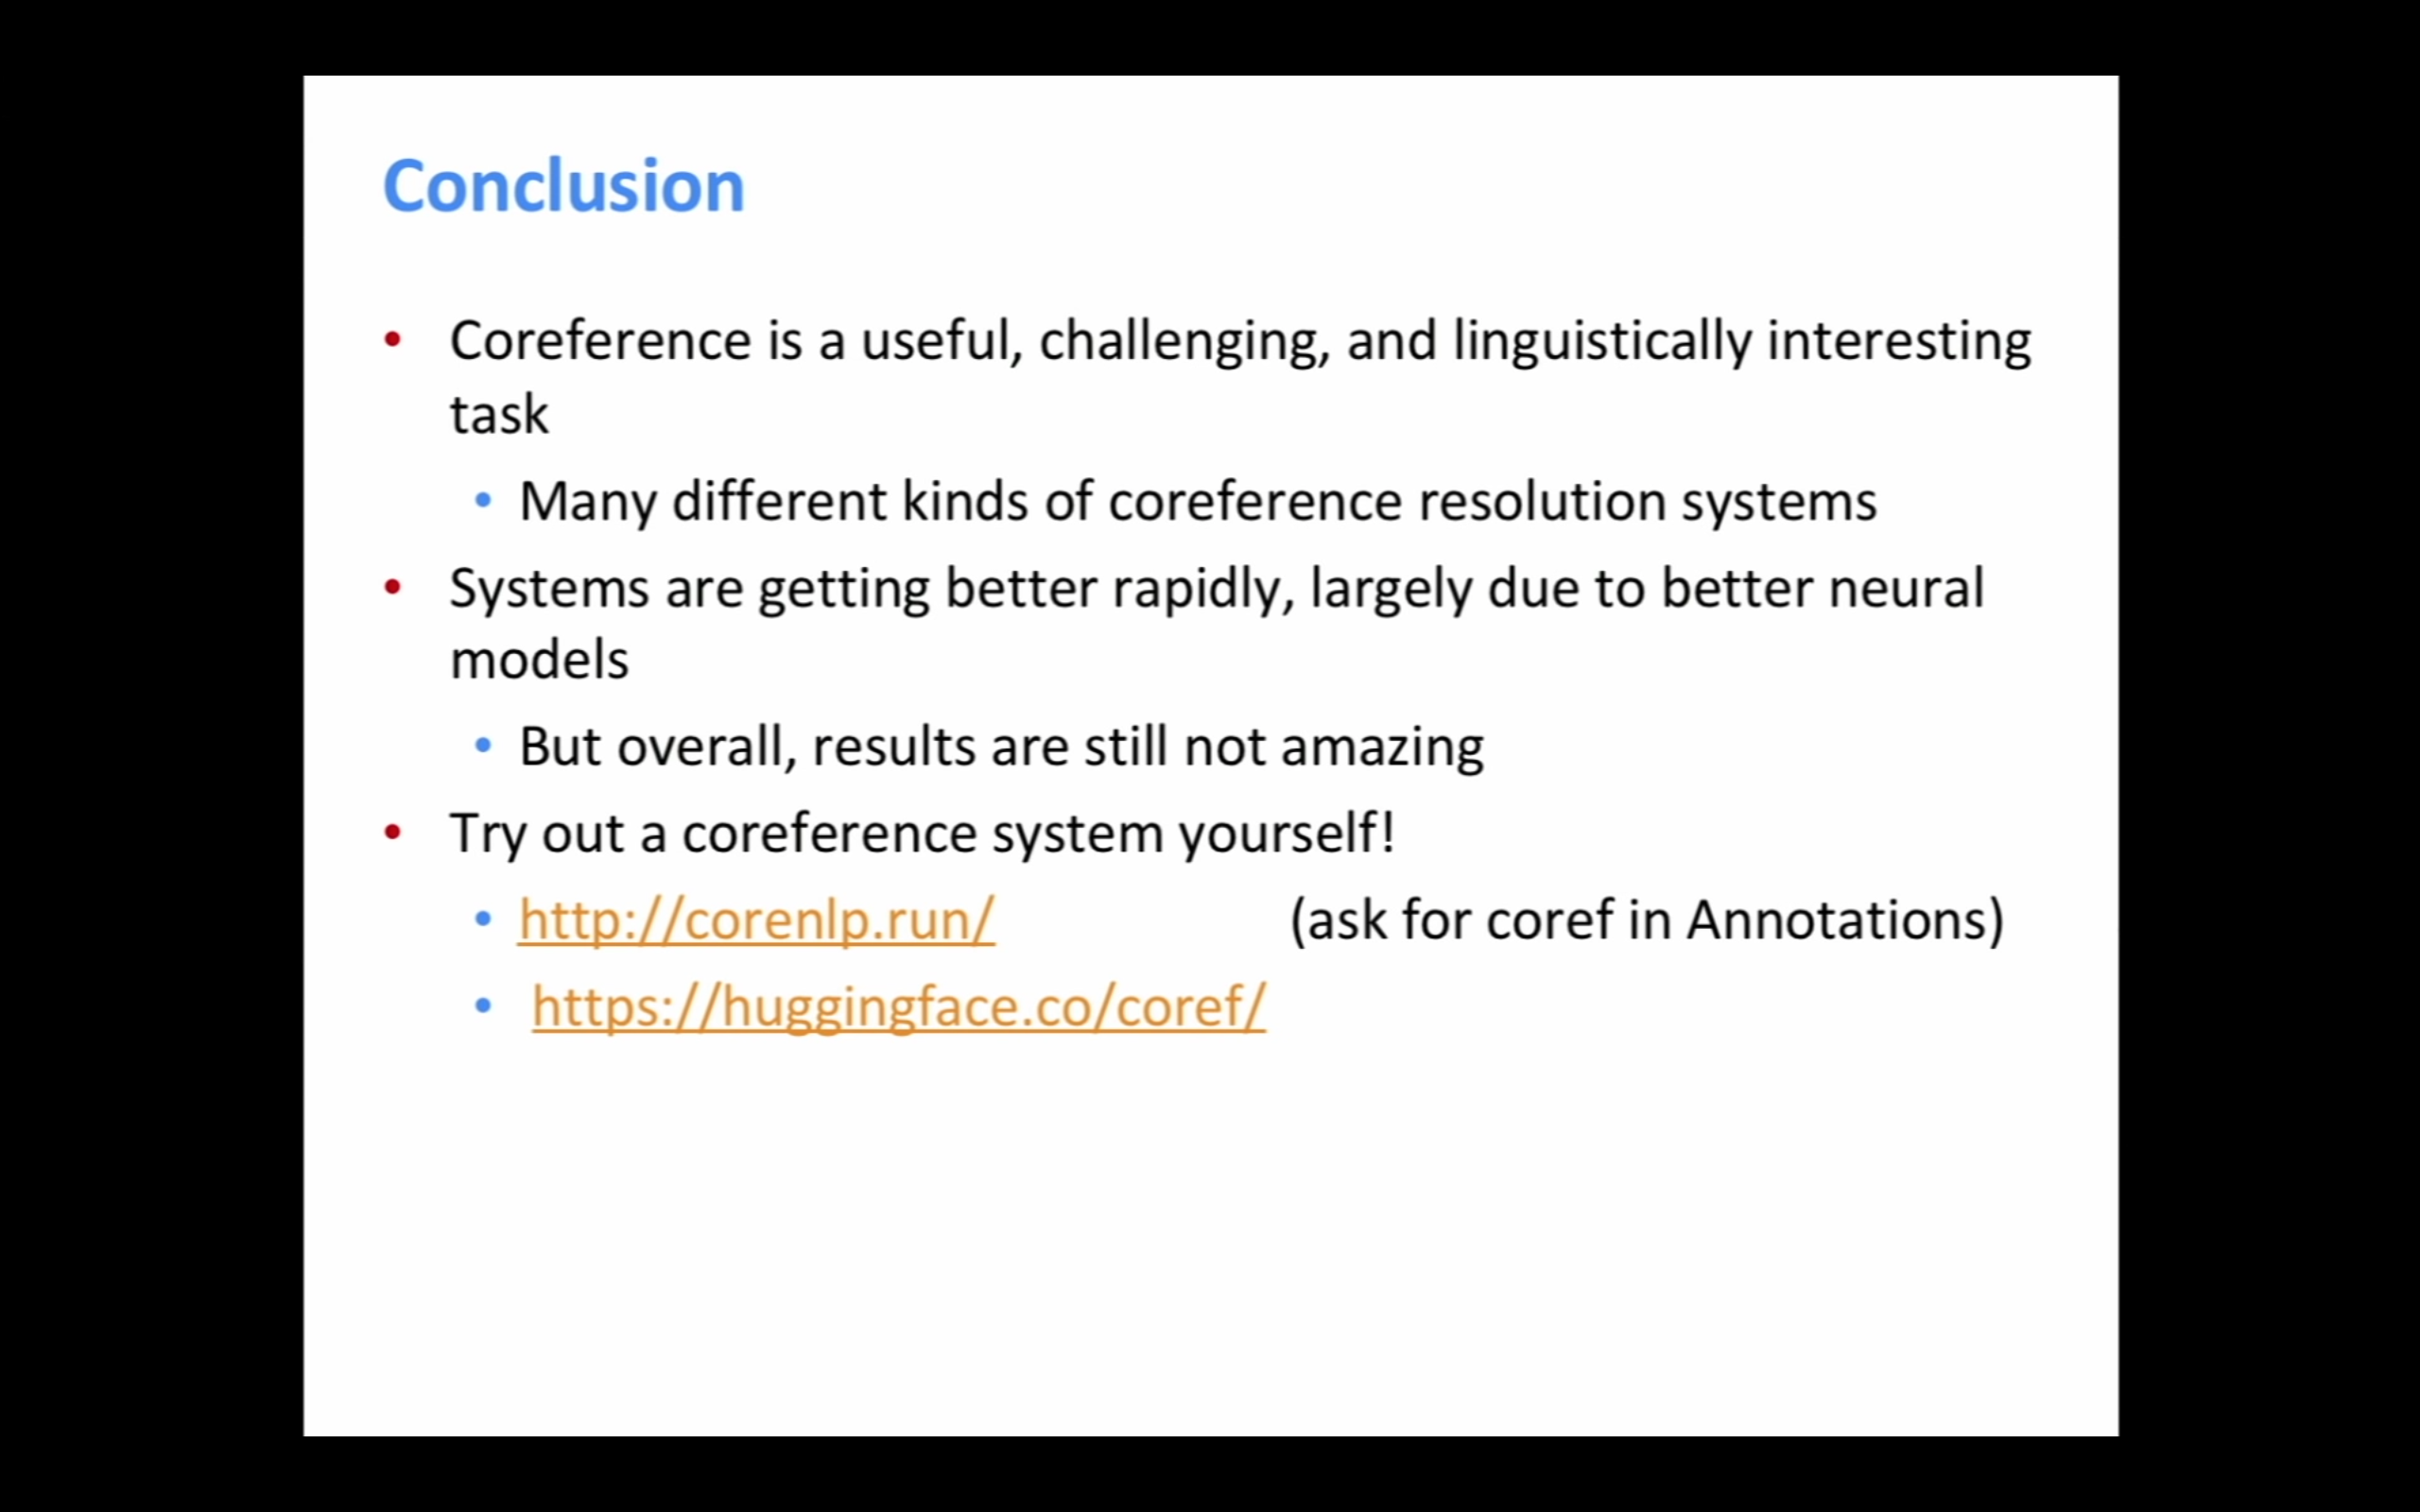 Conclusion
• Coreference is a useful, challenging, and linguistically interesting
task
• Many different kinds of coreference resolution systems
• Systems are getting better rapidly, largely due to better neural
models
• But overall, results are still not amazing
• Try out a coreference system yourself!
• http://corenlp.run/ (ask for coref in Annotations)
• https://huggingface.co/coref/